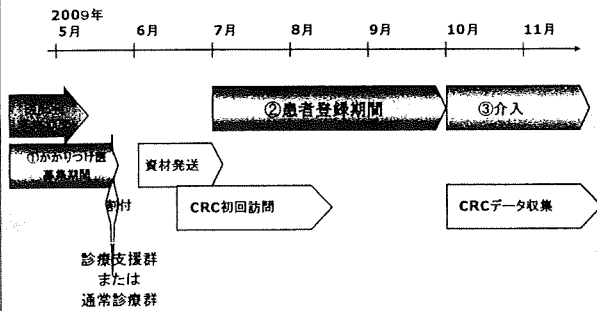 2009年
5月 6月 7月 8月 9月 10月 11月
②患者登録期間
③介入
①かかりつけ医
募集期間
資材発送
割付
CRC初回訪問
CRCデータ収集
診療支援群
または
通常診療群